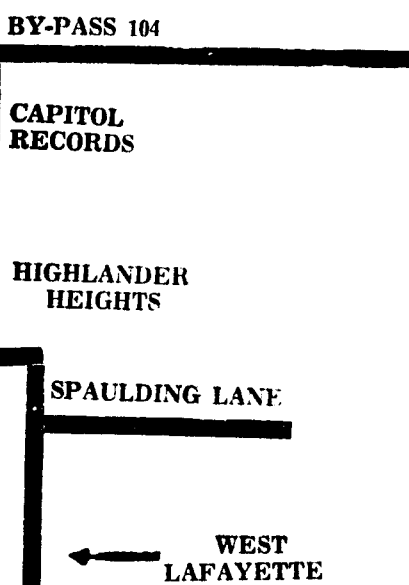 BY-PASS 104
CAPITOL
RECORDS
HIGHLANDER
HEIGHTS
SPAULDING LANE
WEST
LAFAYETTE